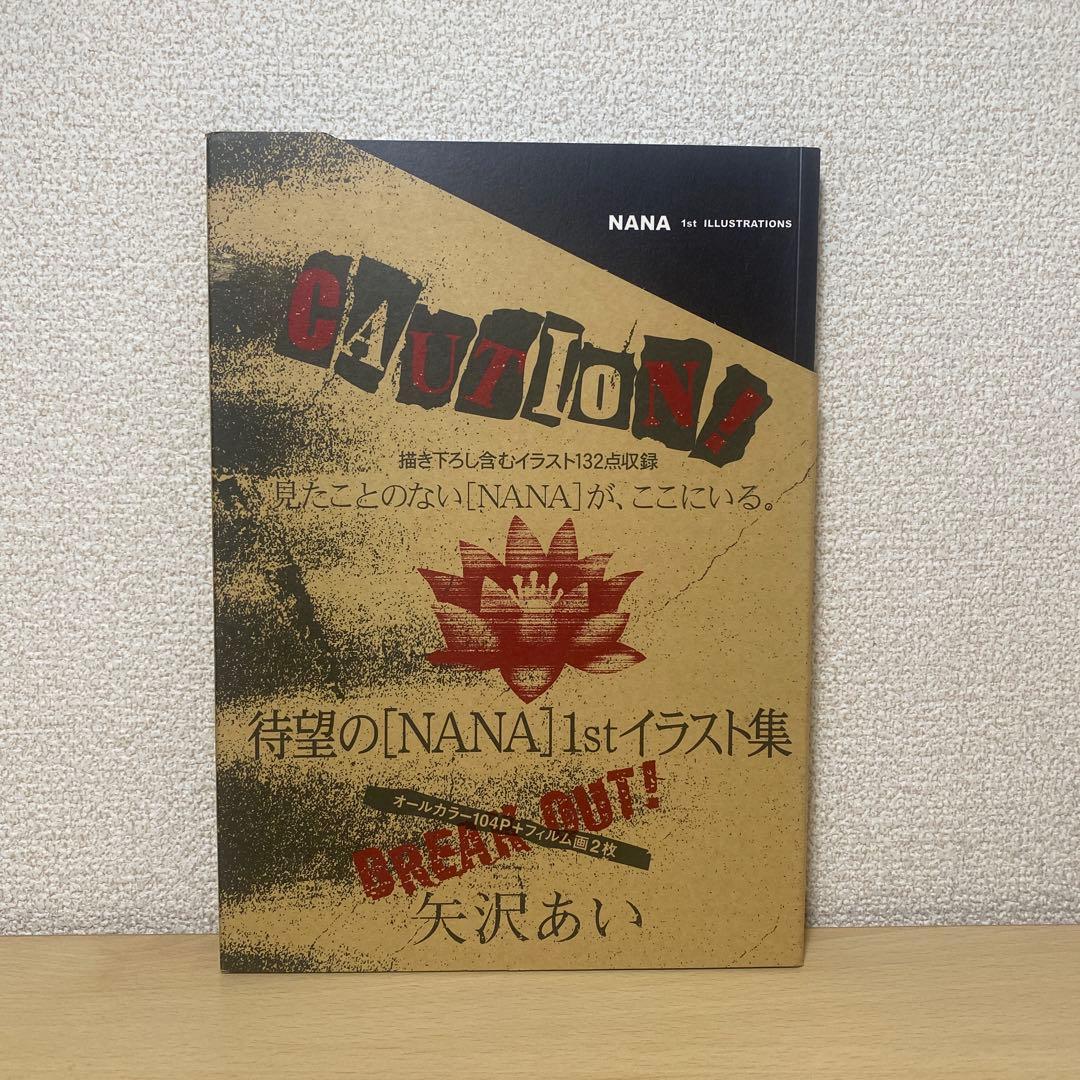 NANA 1st ILLUSTRATIONS
CAUTION!
描き下ろし含むイラスト132点収録
見たことのない[NANA]が、ここにいる。
待望の[NANA]1stイラスト集
BREAK OUT!
オールカラー104P+フィルム画2枚
矢沢あい